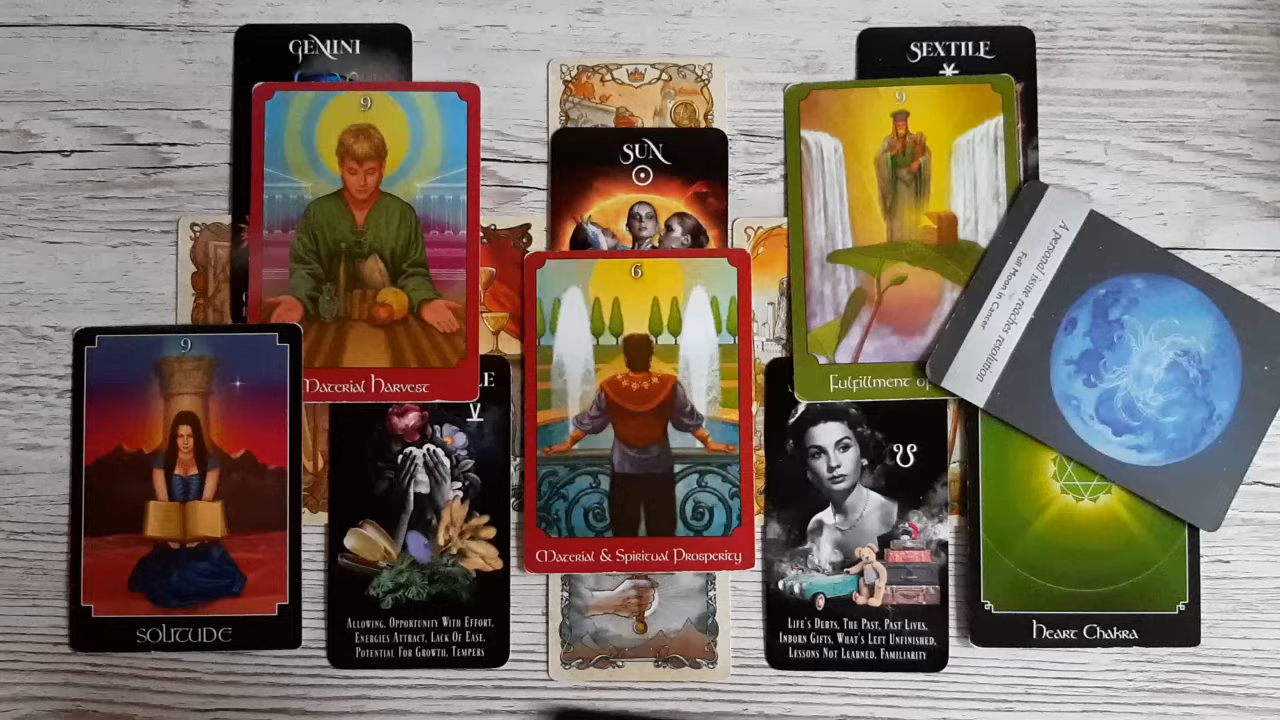 GEMINI
SEXTILE
9
9
SUN
6
A personal issue reaches resolution
Full Moon in Cancer
9
Material Harvest
Fulfillment
LE
Material & Spiritual Prosperity
Allowing, Opportunity With Effort,
Energies Attract, Lack Of Ease,
Potential For Growth, Tempers
Life's Debts, The Past, Past Lives,
Inborn Gifts, What's Left Unfinished,
Lessons Not Learned, Familiarity
SOLITUDE
Heart Chakra